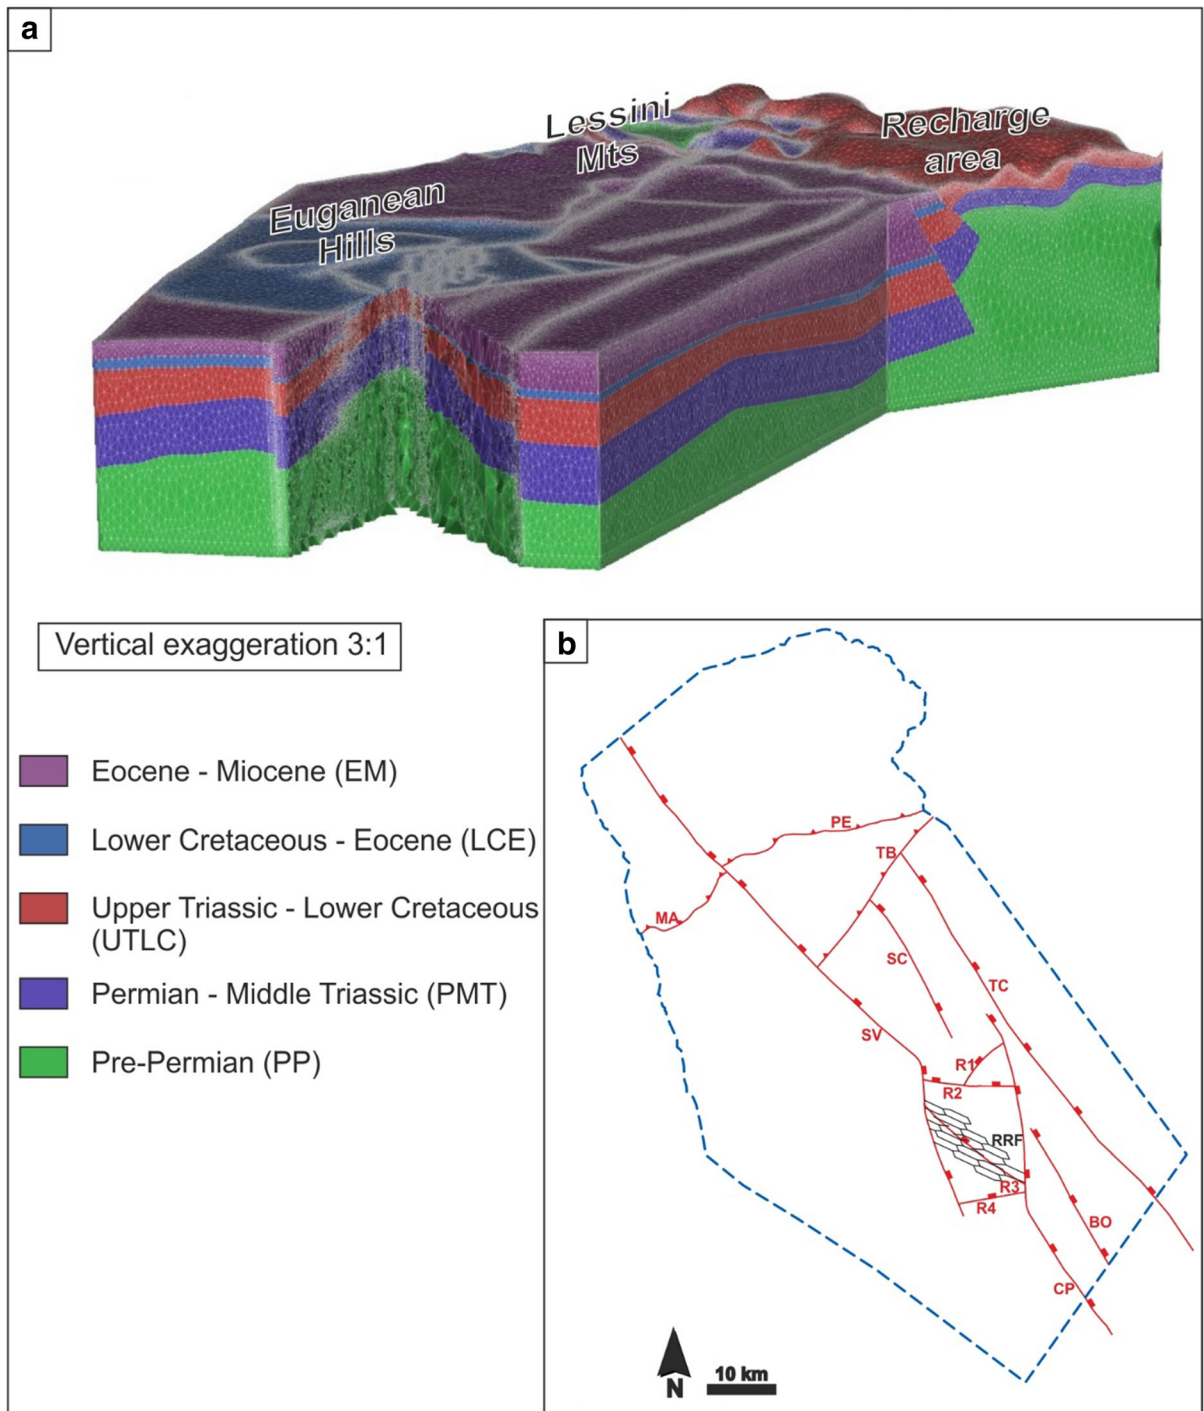 a
Lessini
Mts
Recharge
area
Euganean
Hills
Vertical exaggeration 3:1
Eocene - Miocene (EM)
Lower Cretaceous - Eocene (LCE)
Upper Triassic - Lower Cretaceous
(UTLC)
Permian - Middle Triassic (PMT)
Pre-Permian (PP)
b
PE
TB
MA
SC
TC
SV
R1
R2
RRF
R3
R4
BO
CP
N
10 km